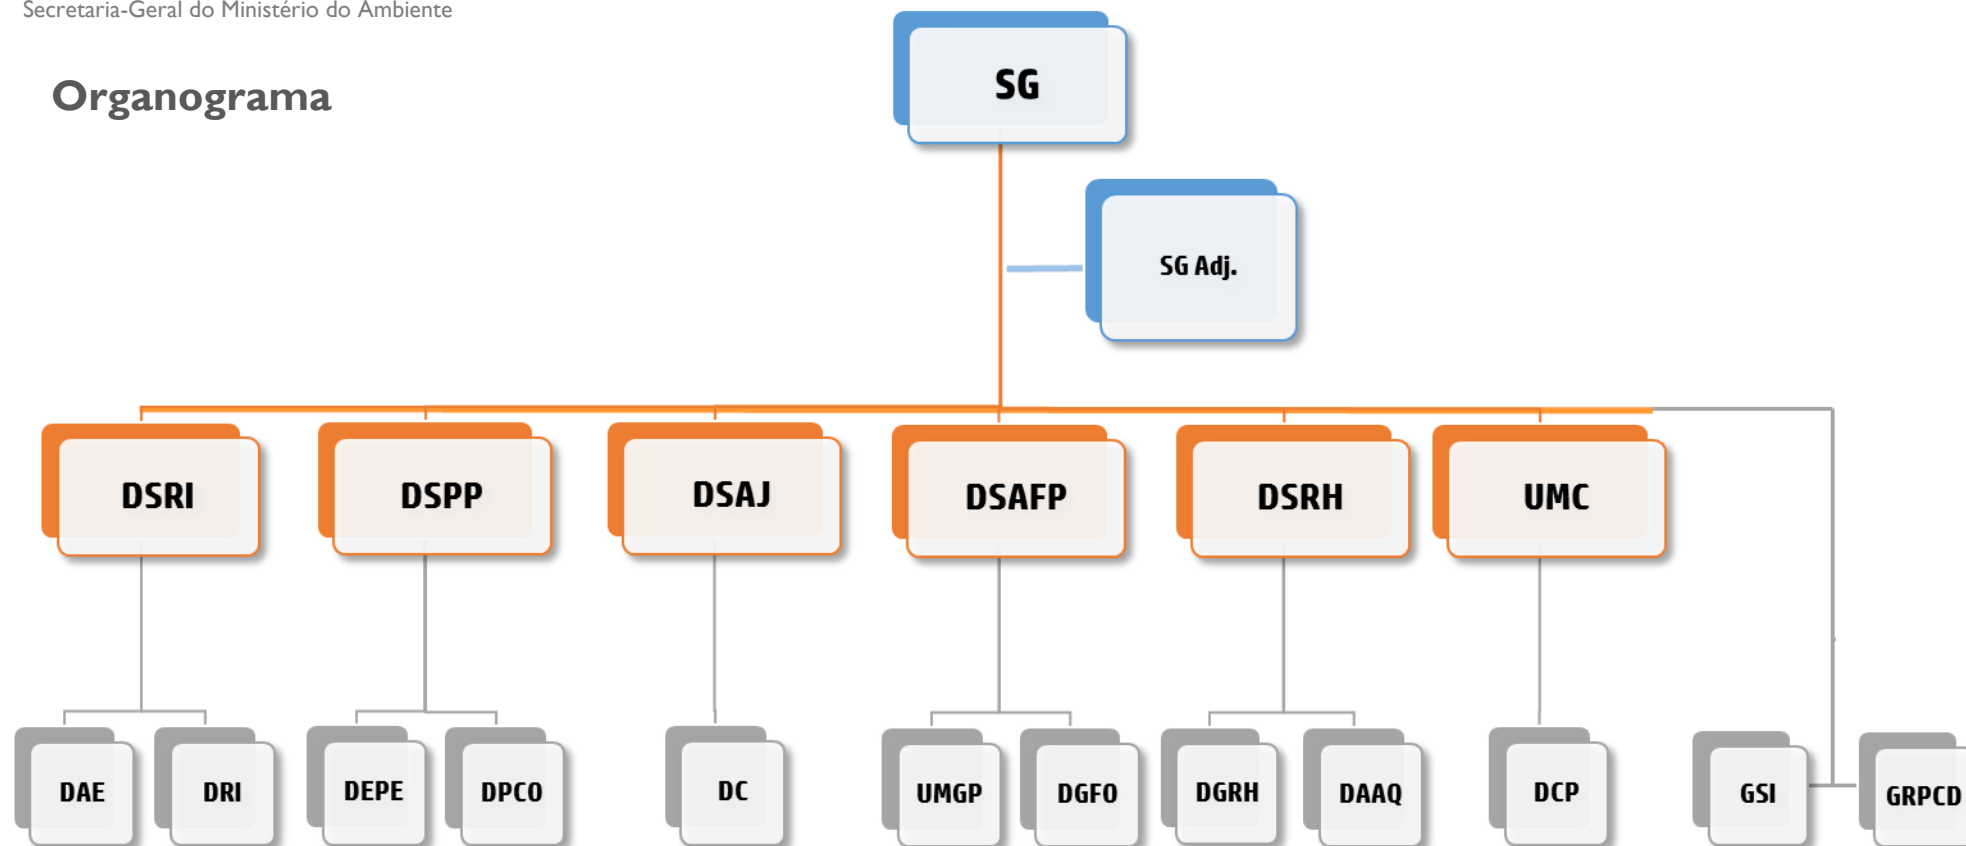 Secretaria-Geral do Ministério do Ambiente
Organograma
SG
SG Adj.
DSRI
DSPP
DSAJ
DSAFP
DSRH
UMC
DAE
DRI
DEPE
DPCO
DC
UMGP
DGFO
DGRH
DAAQ
DCP
GSI
GRPCD